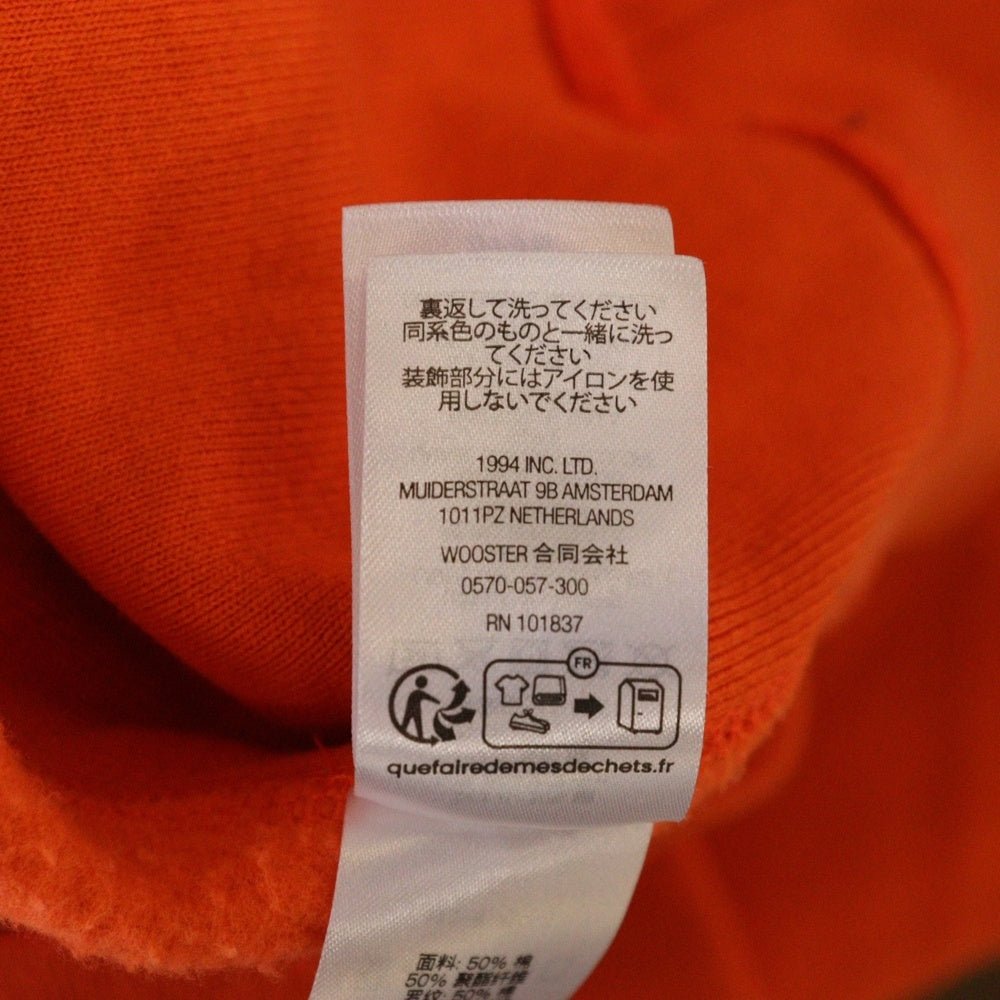 裏返して洗ってください
同系色のものと一緒に洗っ
てください
装飾部分にはアイロンを使
用しないでください
1994 INC. LTD.
MUIDERSTRAAT 9B AMSTERDAM
1011PZ NETHERLANDS
WOOSTER 合同会社
0570-057-300
RN 101837
FR
quefairedemesdechets.fr
面料: 50% 棉
50% 聚酯纤维
罗纹: 50% 棉